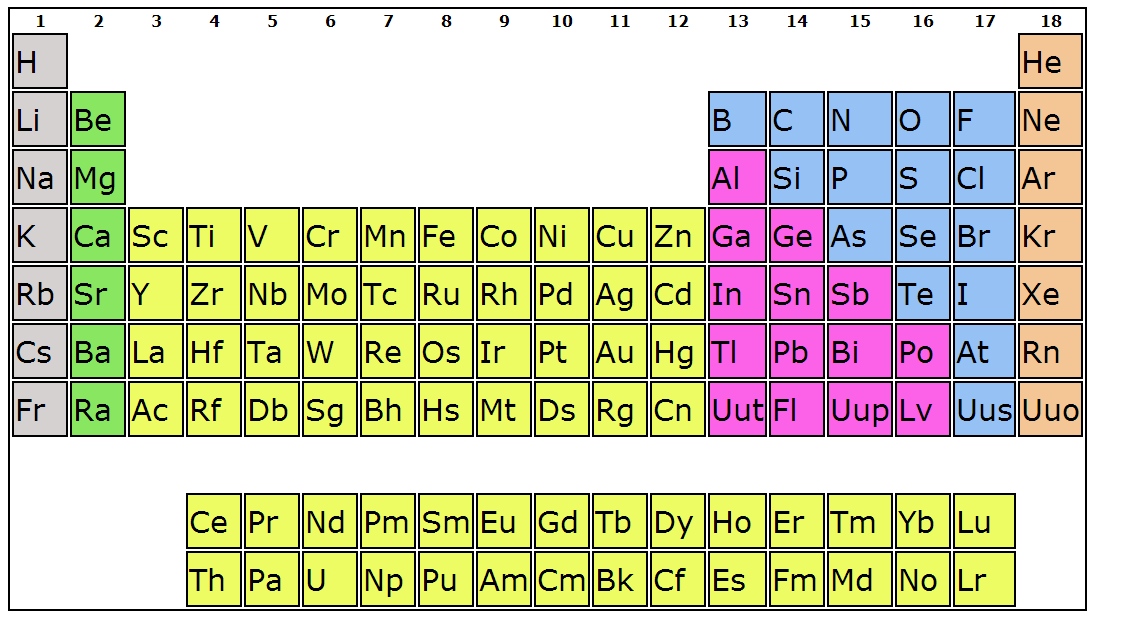 1 2 3 4 5 6 7 8 9 10 11 12 13 14 15 16 17 18
H He
Li Be B C N O F Ne
Na Mg Al Si P S Cl Ar
K Ca Sc Ti V Cr Mn Fe Co Ni Cu Zn Ga Ge As Se Br Kr
Rb Sr Y Zr Nb Mo Tc Ru Rh Pd Ag Cd In Sn Sb Te I Xe
Cs Ba La Hf Ta W Re Os Ir Pt Au Hg Tl Pb Bi Po At Rn
Fr Ra Ac Rf Db Sg Bh Hs Mt Ds Rg Cn Uut Fl Uup Lv Uus Uuo
Ce Pr Nd Pm Sm Eu Gd Tb Dy Ho Er Tm Yb Lu
Th Pa U Np Pu Am Cm Bk Cf Es Fm Md No Lr